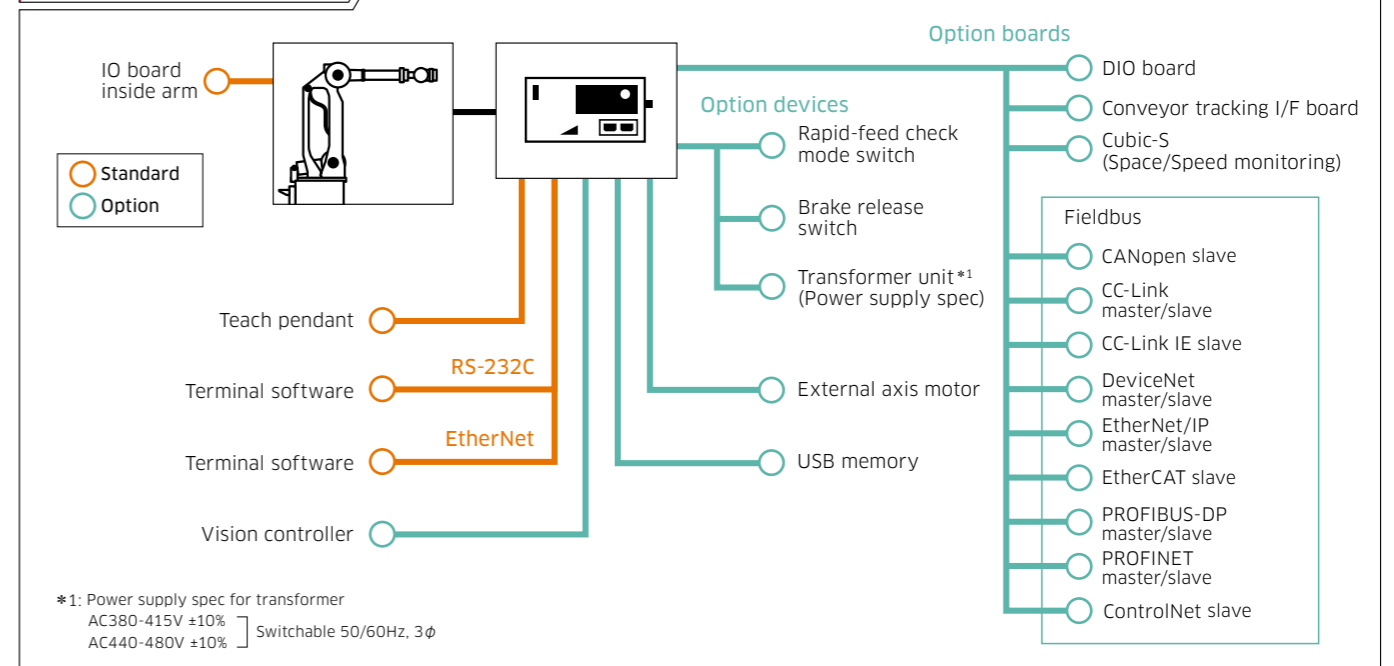 IO board
inside arm
Standard
Option
Teach pendant
RS-232C
Terminal software
EtherNet
Terminal software
Vision controller
Option devices
Rapid-feed check
mode switch
Brake release
switch
Transformer unit*1
(Power supply spec)
External axis motor
USB memory
Option boards
DIO board
Conveyor tracking I/F board
Cubic-S
(Space/Speed monitoring)
Fieldbus
CANopen slave
CC-Link
master/slave
CC-Link IE slave
DeviceNet
master/slave
EtherNet/IP
master/slave
EtherCAT slave
PROFIBUS-DP
master/slave
PROFINET
master/slave
ControlNet slave
*1: Power supply spec for transformer
AC380-415V ±10%
AC440-480V ±10%
Switchable 50/60Hz, 3φ